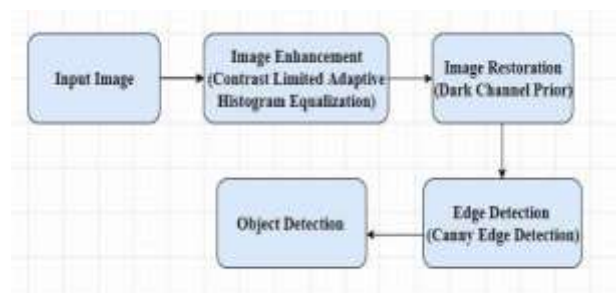 Input Image
Image Enhancement
(Contrast Limited Adaptive
Histogram Equalization)
Image Restoration
(Dark Channel Prior)
Edge Detection
(Canny Edge Detection)
Object Detection